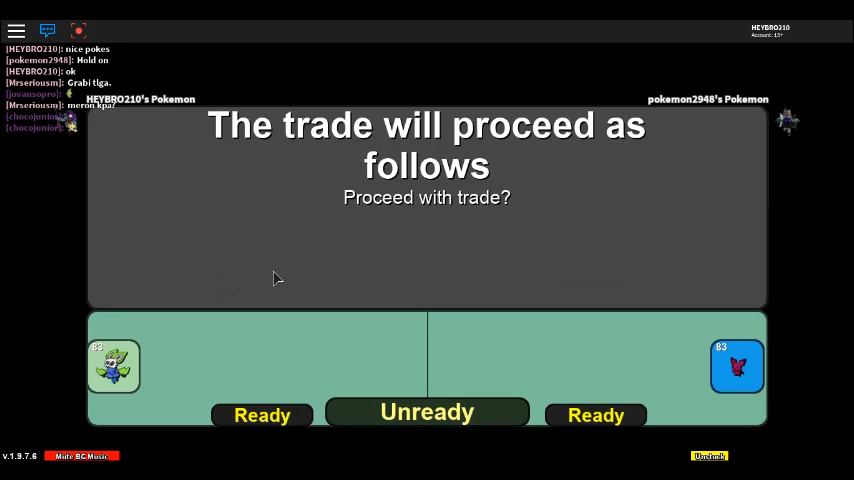 HEYBRO210
Account: 13+
[HEYBRO210]: nice pokes
[pokemon2948]: Hold on
[HEYBRO210]: ok
[Mrseriousm]: Grabi tlga.
[jovansopro]:
[Mrseriousm]: meron kpa?
[chocojunior]:
[chocojunior]:
HEYBRO210's Pokemon
pokemon2948's Pokemon
The trade will proceed as
follows
Proceed with trade?
83
83
Ready
Unready
Ready
v.1.9.7.6
Mute BC Music
Unstuck